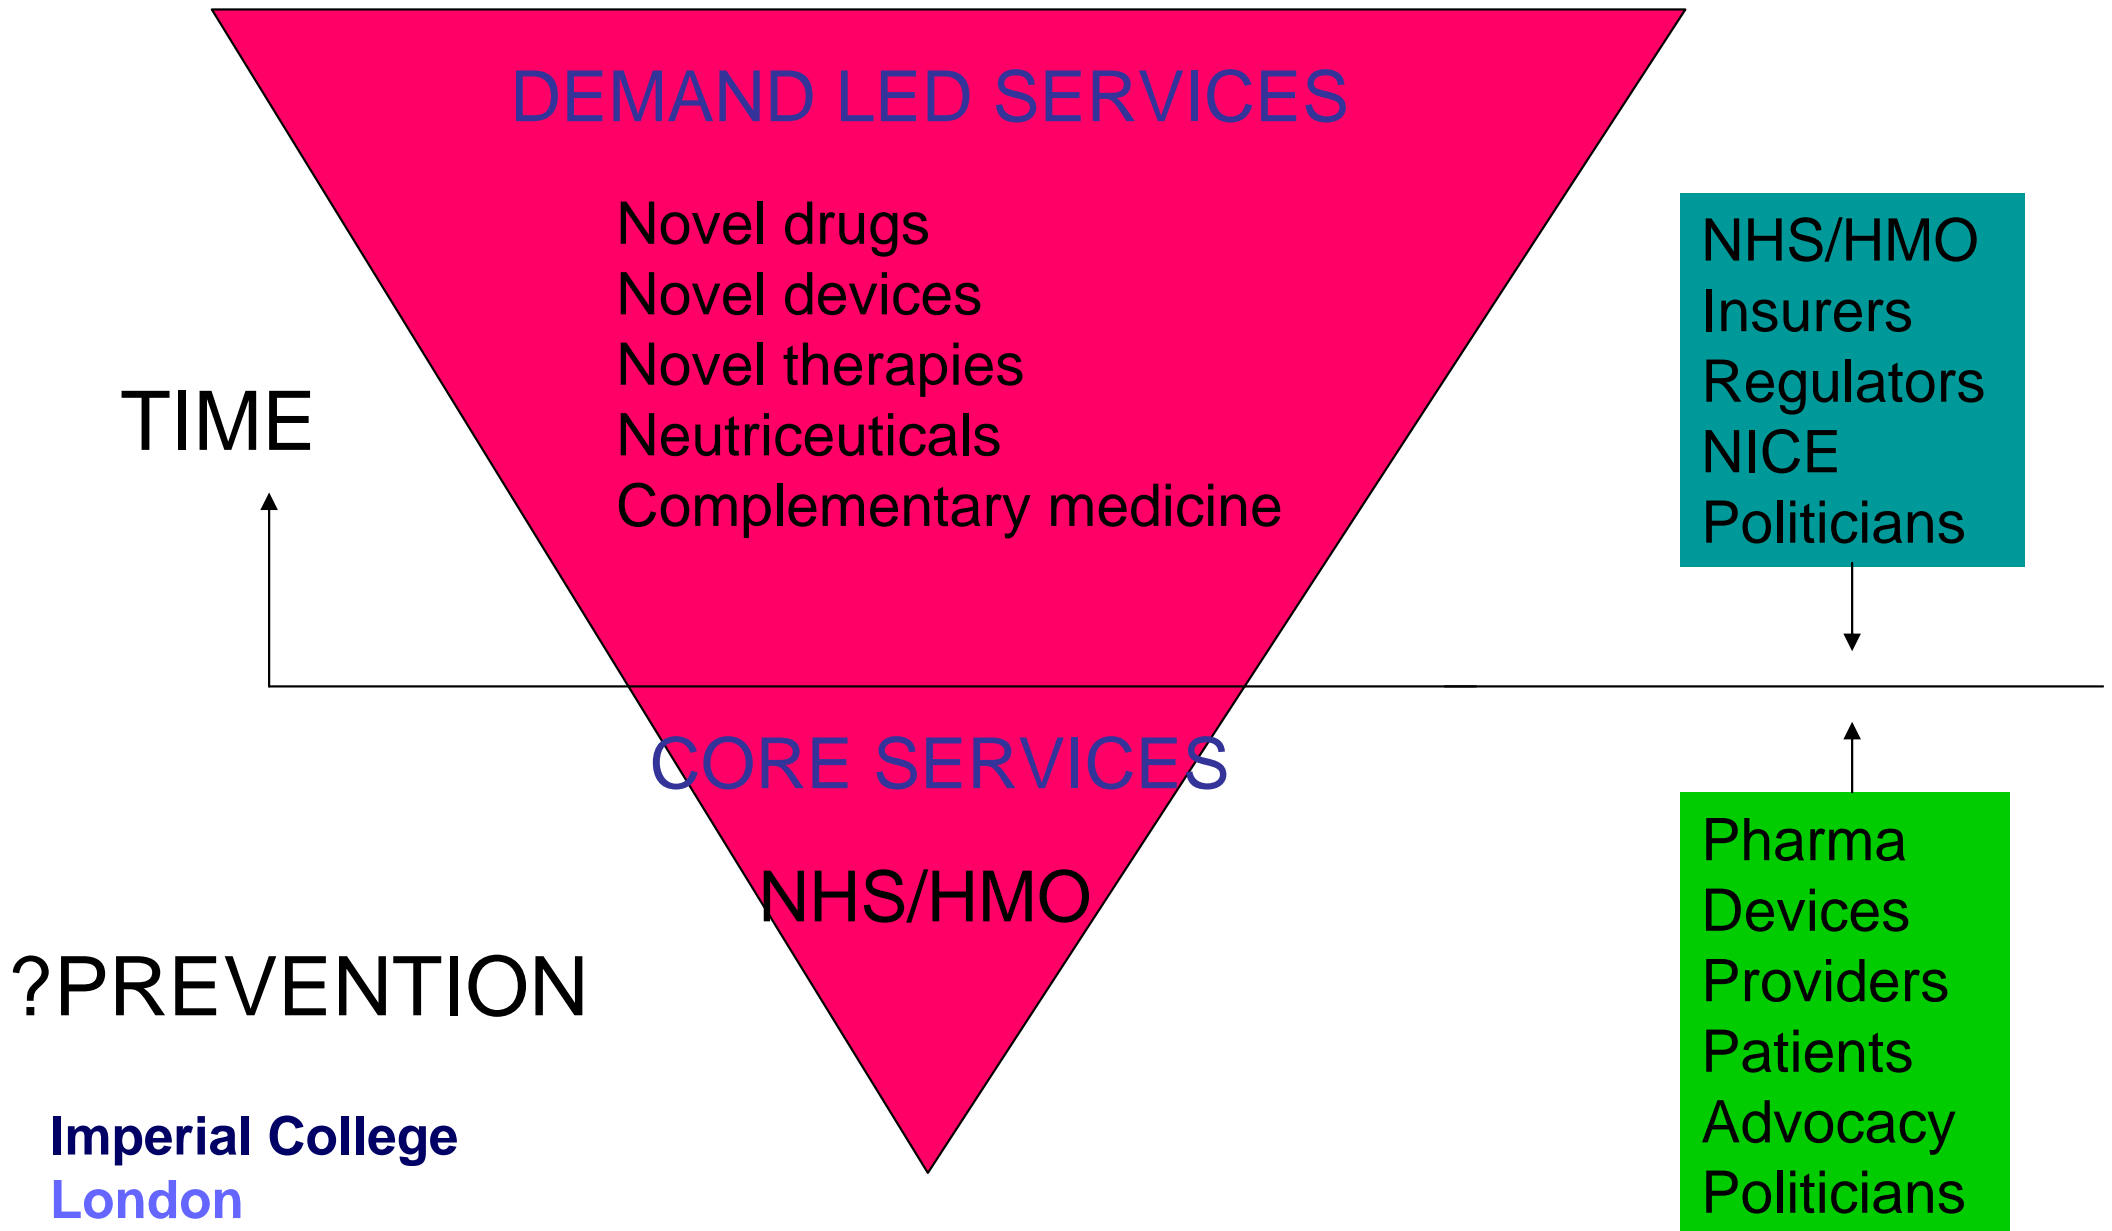 DEMAND LED SERVICES
Novel drugs
Novel devices
Novel therapies
Neutriceuticals
Complementary medicine
TIME
NHS/HMO
Insurers
Regulators
NICE
Politicians
CORE SERVICES
NHS/HMO
?PREVENTION
Pharma
Devices
Providers
Patients
Advocacy
Politicians
Imperial College
London